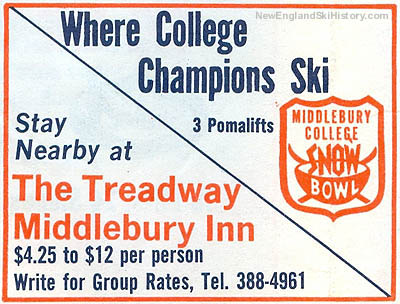 NewEnglandSkiHistory.com
Where College
Champions Ski
3 Pomalifts
MIDDLEBURY
COLLEGE
SNOW
BOWL
Stay
Nearby at
The Treadway
Middlebury Inn
$4.25 to $12 per person
Write for Group Rates, Tel. 388-4961